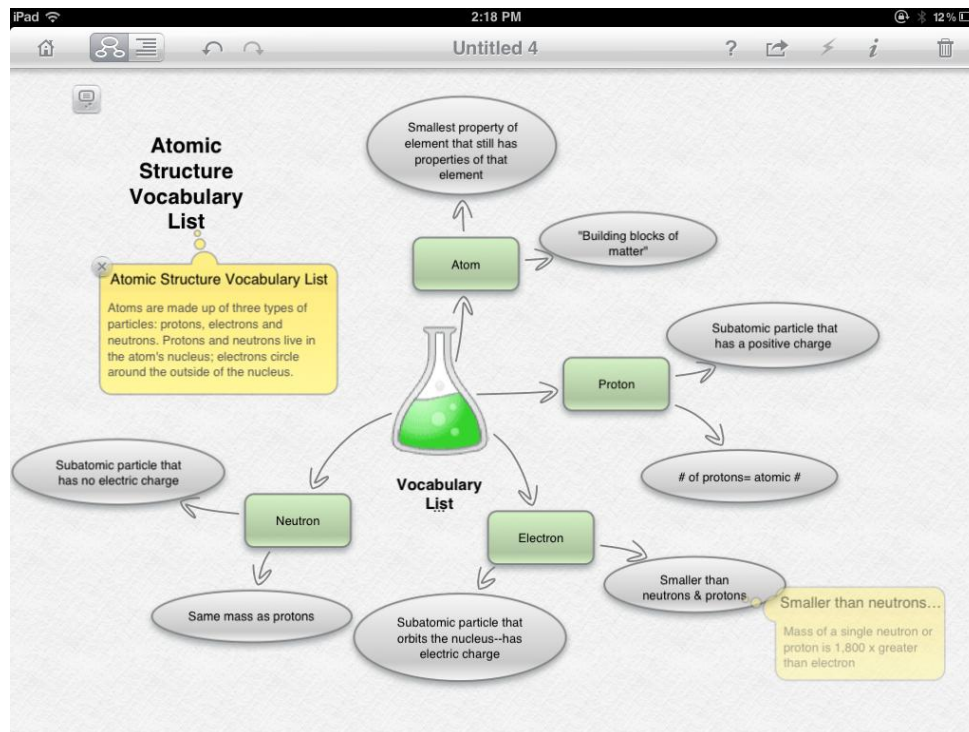 iPad
2:18 PM
12%
Untitled 4
?
i
Atomic
Structure
Vocabulary
List
Atomic Structure Vocabulary List
Atoms are made up of three types of
particles: protons, electrons and
neutrons. Protons and neutrons live in
the atom's nucleus; electrons circle
around the outside of the nucleus.
Smallest property of
element that still has
properties of that
element
Atom
"Building blocks of
matter"
Subatomic particle that
has a positive charge
Proton
# of protons= atomic #
Vocabulary
List
...
Subatomic particle that
has no electric charge
Neutron
Same mass as protons
Electron
Subatomic particle that
orbits the nucleus--has
electric charge
Smaller than
neutrons & protons
Smaller than neutrons...
Mass of a single neutron or
proton is 1,800 x greater
than electron